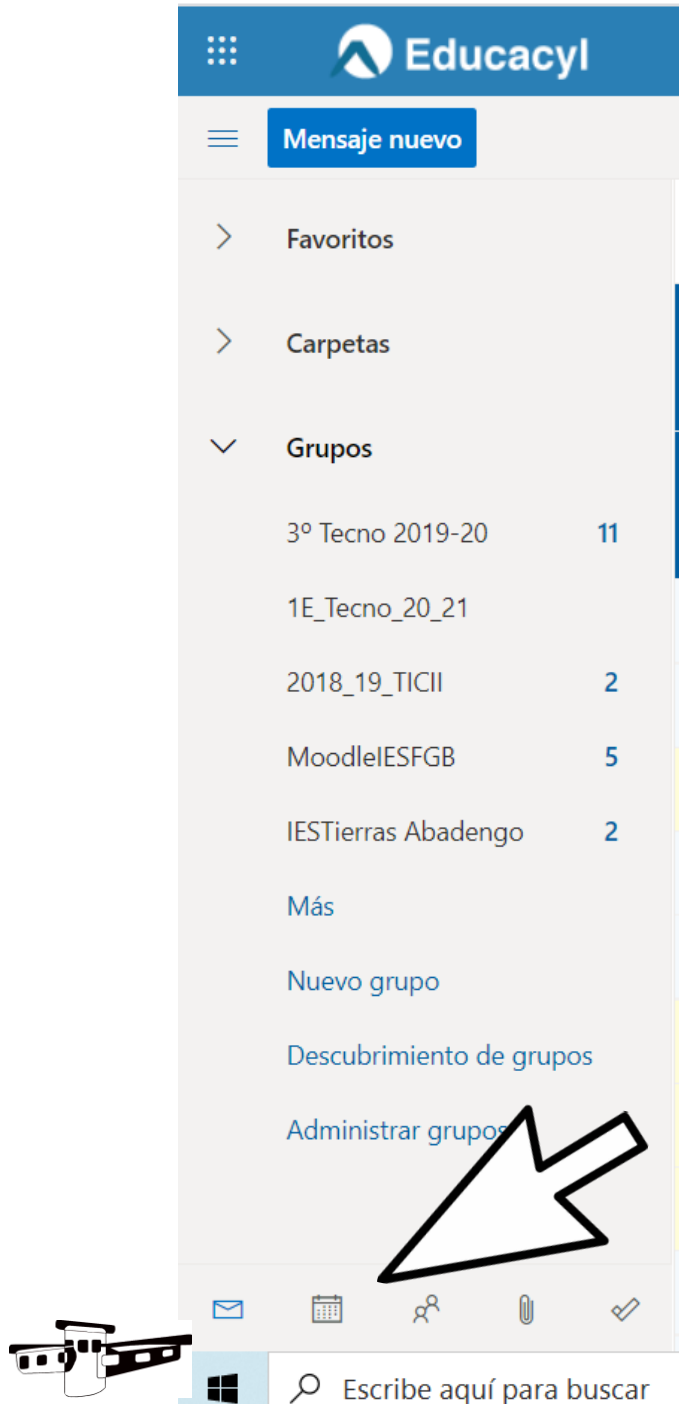 Educacyl
Mensaje nuevo
Favoritos
Carpetas
Grupos
3º Tecno 2019-20 11
1E_Tecno_20_21
2018_19_TICII 2
MoodleIESFGB 5
IESTierras Abadengo 2
Más
Nuevo grupo
Descubrimiento de grupos
Administrar grupos
Escribe aquí para buscar